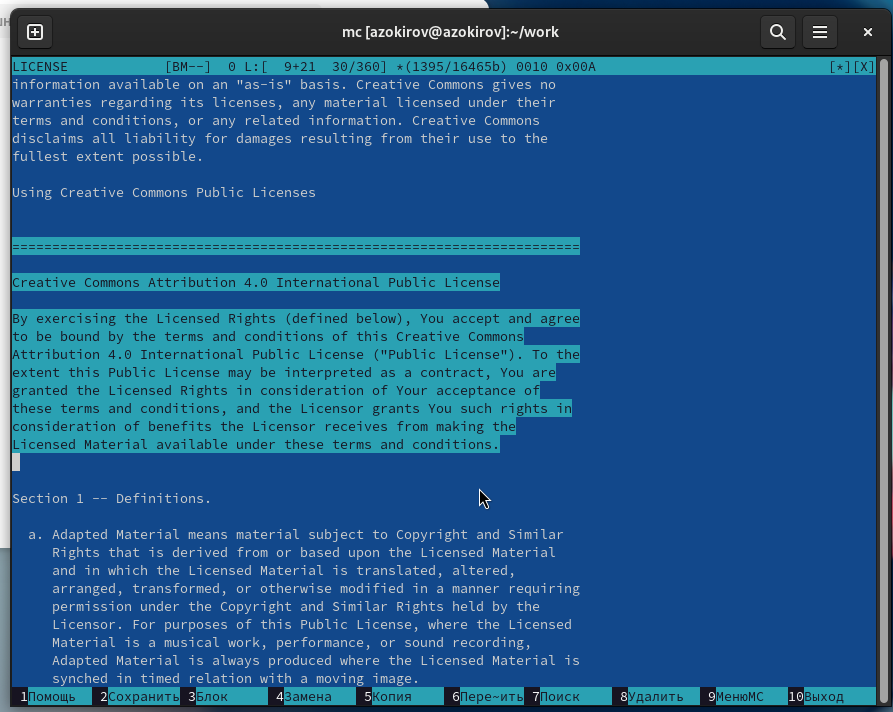 mc [azokirov@azokirov]:~/work
LICENSE [BM--] 0 L:[ 9+21 30/360] *(1395/16465b) 0010 0x00A [*][X]
information available on an "as-is" basis. Creative Commons gives no
warranties regarding its licenses, any material licensed under their
terms and conditions, or any related information. Creative Commons
disclaims all liability for damages resulting from their use to the
fullest extent possible.
Using Creative Commons Public Licenses
=======================================================================
Creative Commons Attribution 4.0 International Public License
By exercising the Licensed Rights (defined below), You accept and agree
to be bound by the terms and conditions of this Creative Commons
Attribution 4.0 International Public License ("Public License"). To the
extent this Public License may be interpreted as a contract, You are
granted the Licensed Rights in consideration of Your acceptance of
these terms and conditions, and the Licensor grants You such rights in
consideration of benefits the Licensor receives from making the
Licensed Material available under these terms and conditions.
Section 1 -- Definitions.
a. Adapted Material means material subject to Copyright and Similar
Rights that is derived from or based upon the Licensed Material
and in which the Licensed Material is translated, altered,
arranged, transformed, or otherwise modified in a manner requiring
permission under the Copyright and Similar Rights held by the
Licensor. For purposes of this Public License, where the Licensed
Material is a musical work, performance, or sound recording,
Adapted Material is always produced where the Licensed Material is
synched in timed relation with a moving image.
1Помощь 2Сохранить 3Блок 4Замена 5Копия 6Пере~ить 7Поиск 8Удалить 9МенюMC 10Выход